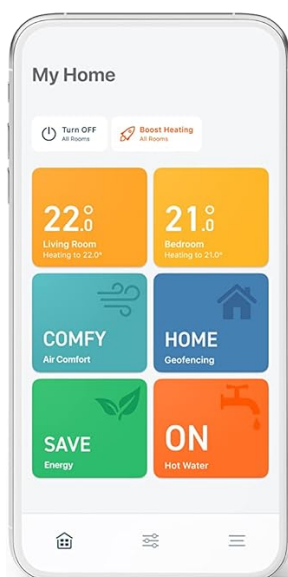 My Home
Turn OFF
All Rooms
Boost Heating
All Rooms
22.0°
Living Room
Heating to 22.0°
21.0°
Bedroom
Heating to 21.0°
COMFY
Air Comfort
HOME
Geofencing
SAVE
Energy
ON
Hot Water